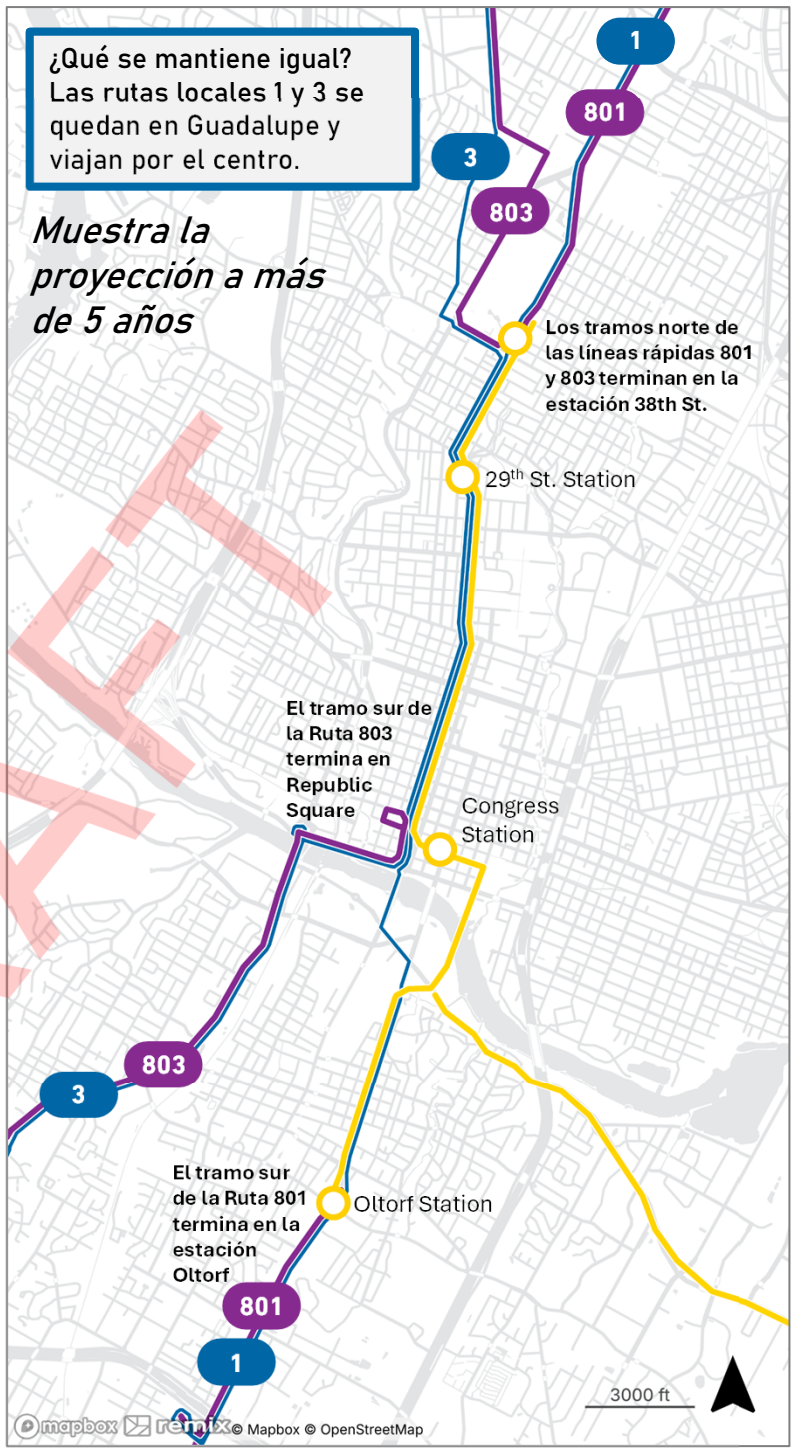 ¿Qué se mantiene igual?
Las rutas locales 1 y 3 se
quedan en Guadalupe y
viajan por el centro.
Muestra la
proyección a más
de 5 años
1
801
3
803
Los tramos norte de
las líneas rápidas 801
y 803 terminan en la
estación 38th St.
29th St. Station
El tramo sur de
la Ruta 803
termina en
Republic
Square
Congress
Station
803
3
El tramo sur
de la Ruta 801
termina en la
estación
Oltorf
Oltorf Station
801
1
3000 ft
mapbox remix © Mapbox © OpenStreetMap